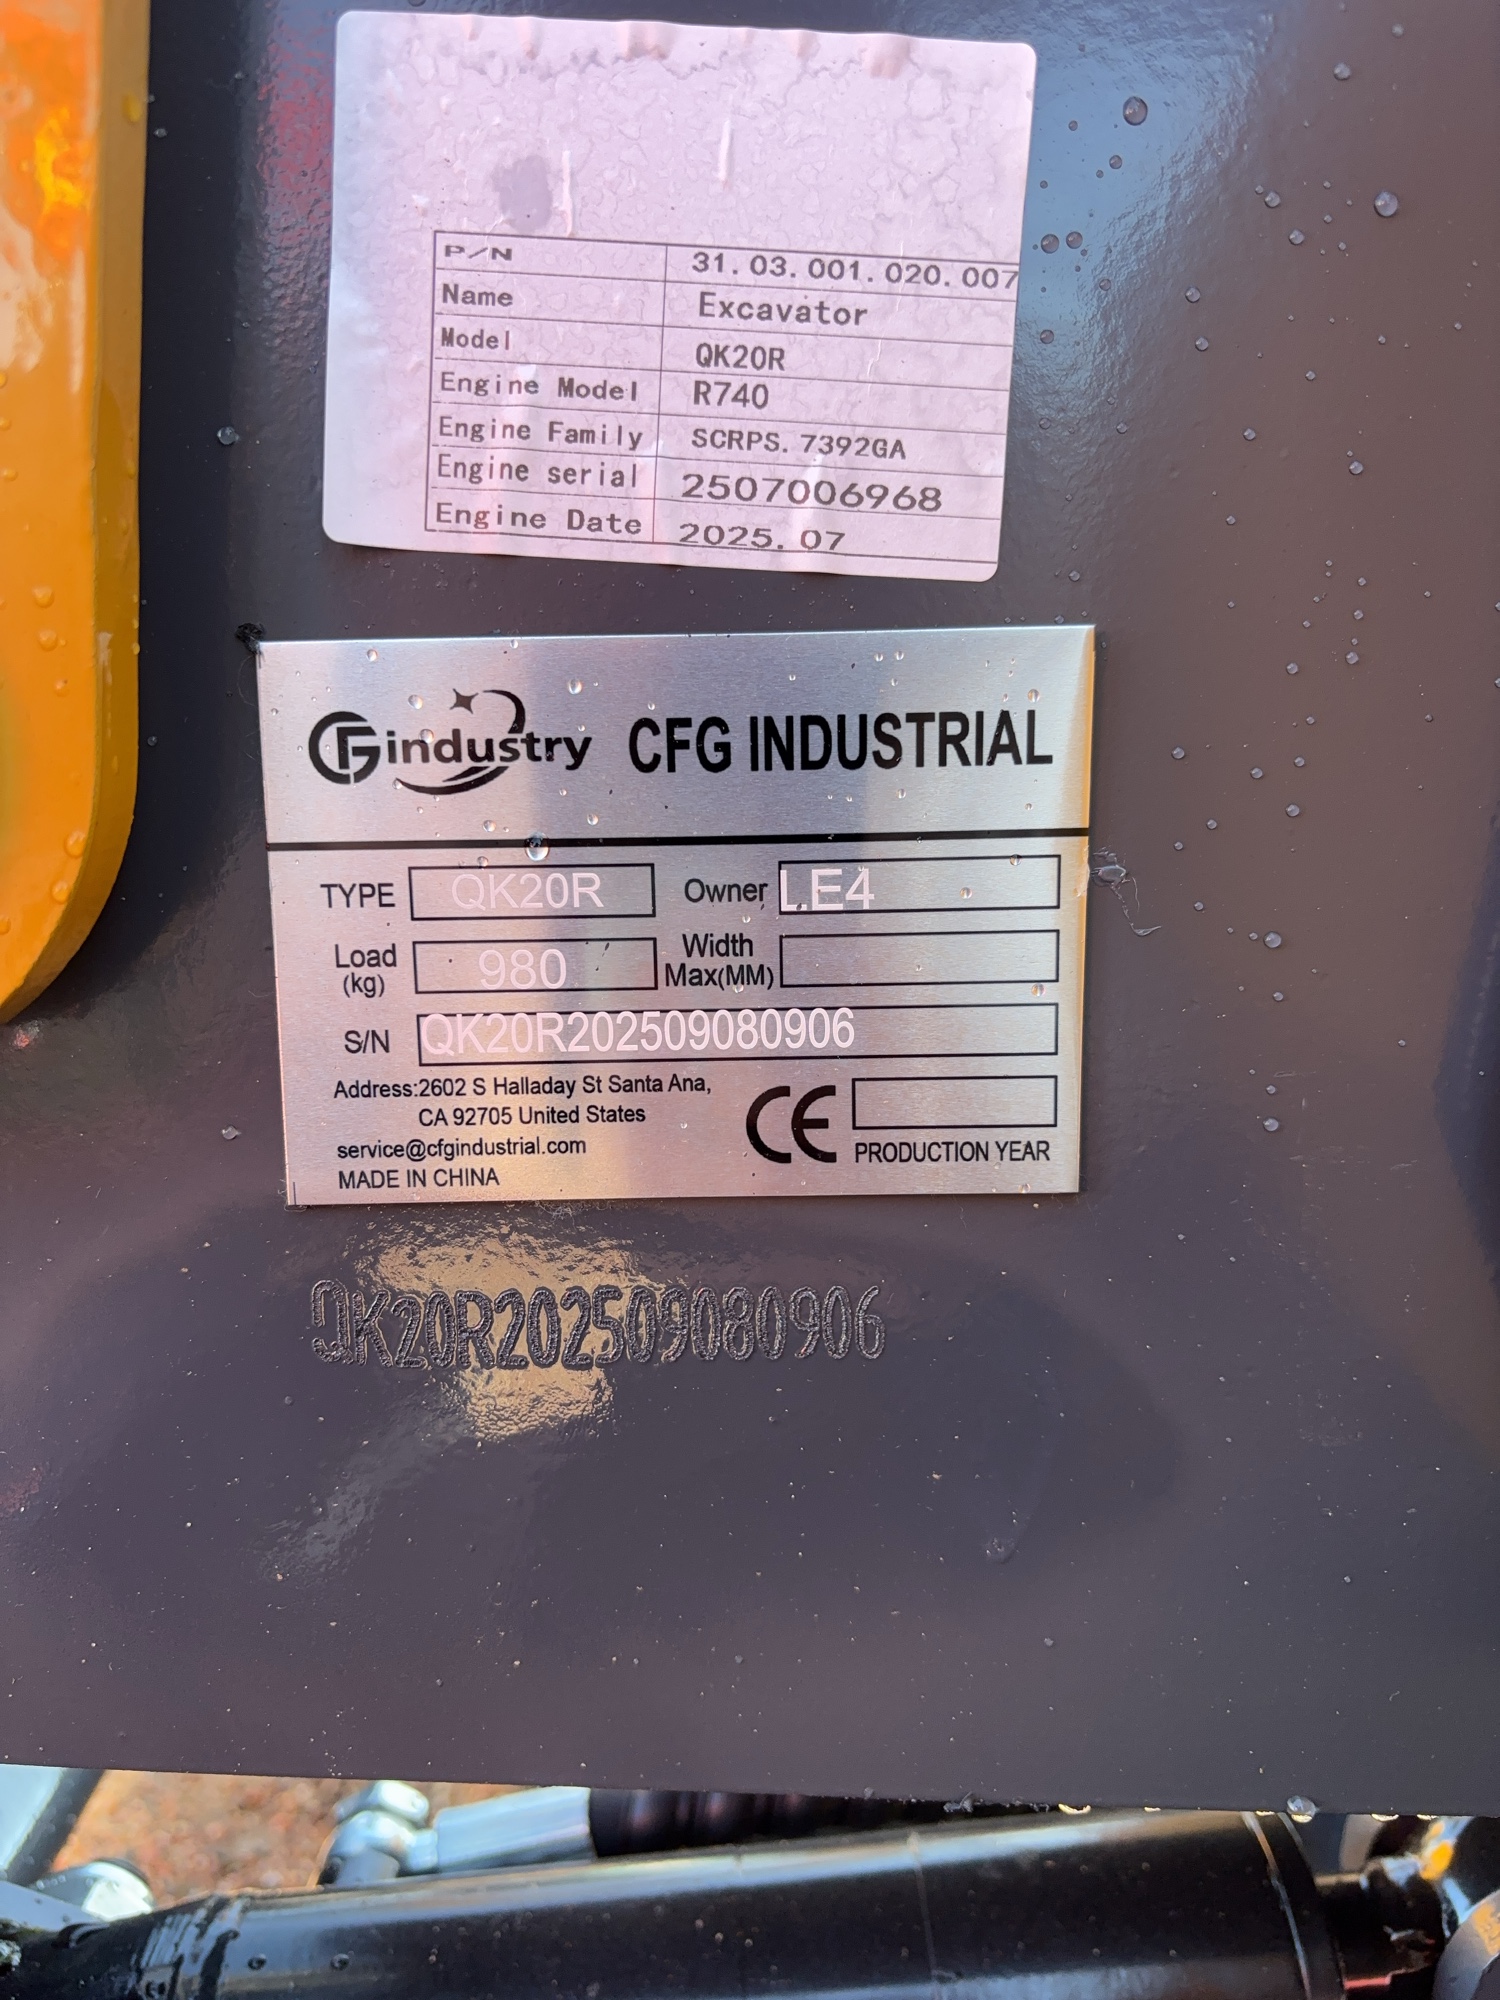 P/N 31.03.001.020.007
Name Excavator
Model QK20R
Engine Model R740
Engine Family SCRPS.7392GA
Engine serial 2507006968
Engine Date 2025.07
CFG industry CFG INDUSTRIAL
TYPE QK20R Owner LE4
Load (kg) 980 Width Max(MM)
S/N QK20R202509080906
Address:2602 S Halladay St Santa Ana,
CA 92705 United States
service@cfgindustrial.com
MADE IN CHINA
CE PRODUCTION YEAR
QK20R202509080906